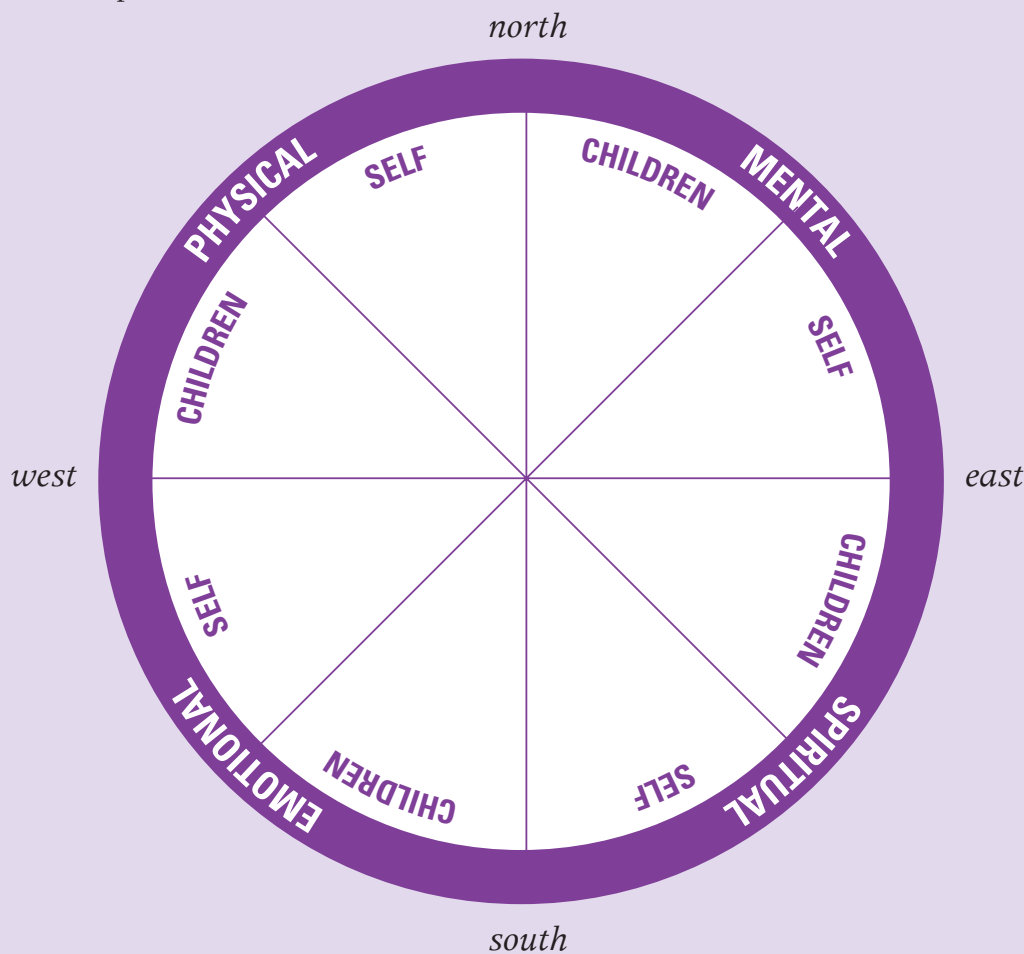 north
PHYSICAL
SELF
CHILDREN
MENTAL
CHILDREN
SELF
west
east
SELF
CHILDREN
EMOTIONAL
CHILDREN
SELF
SPIRITUAL
south